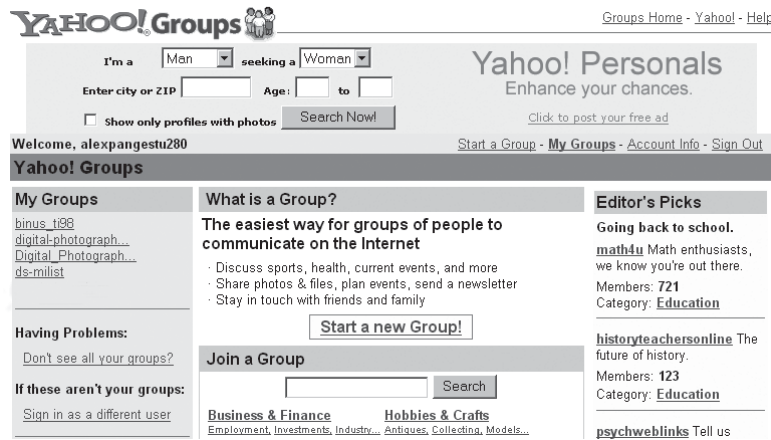 YAHOO! Groups
Groups Home - Yahoo! - Help
I'm a Man seeking a Woman
Enter city or ZIP Age: to
Show only profiles with photos Search Now!
Yahoo! Personals
Enhance your chances.
Click to post your free ad
Welcome, alexpangestu280
Start a Group - My Groups - Account Info - Sign Out
Yahoo! Groups
My Groups
binus_ti98
digital-photograph...
Digital_Photograph...
ds-milist
Having Problems:
Don't see all your groups?
If these aren't your groups:
Sign in as a different user
What is a Group?
The easiest way for groups of people to
communicate on the Internet
· Discuss sports, health, current events, and more
· Share photos & files, plan events, send a newsletter
· Stay in touch with friends and family
Start a new Group!
Join a Group
Search
Business & Finance
Employment, Investments, Industry...
Hobbies & Crafts
Antiques, Collecting, Models...
Editor's Picks
Going back to school.
math4u Math enthusiasts,
we know you're out there.
Members: 721
Category: Education
historyteachersonline The
future of history.
Members: 123
Category: Education
psychweblinks Tell us